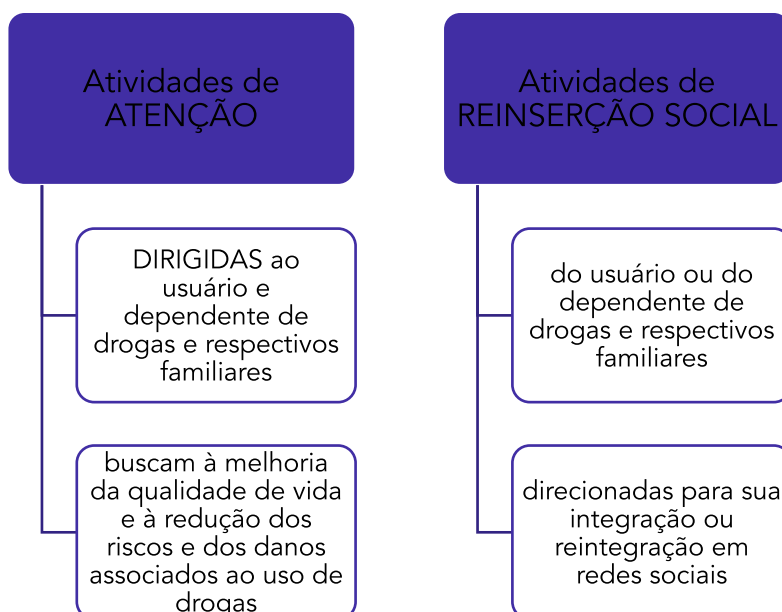 Atividades de
ATENÇÃO
DIRIGIDAS ao
usuário e
dependente de
drogas e respectivos
familiares
buscam à melhoria
da qualidade de vida
e à redução dos
riscos e dos danos
associados ao uso de
drogas
Atividades de
REINSERÇÃO SOCIAL
do usuário ou do
dependente de
drogas e respectivos
familiares
direcionadas para sua
integração ou
reintegração em
redes sociais